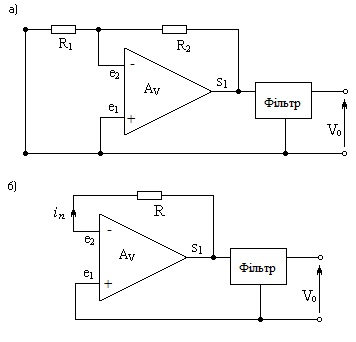 а)
R1
R2
e2
-
AV
S1
e1
+
Фільтр
V0
б)
R
in
e2
-
AV
S1
e1
+
Фільтр
V0